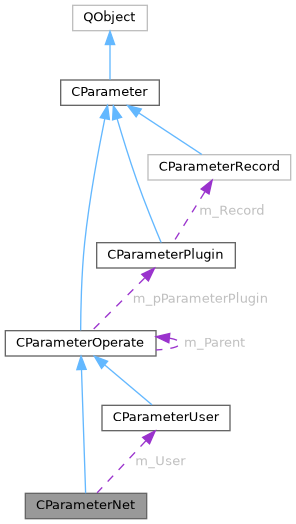 QObject
CParameter
CParameterRecord
m_Record
CParameterPlugin
m_pParameterPlugin
CParameterOperate
m_Parent
CParameterUser
m_User
CParameterNet